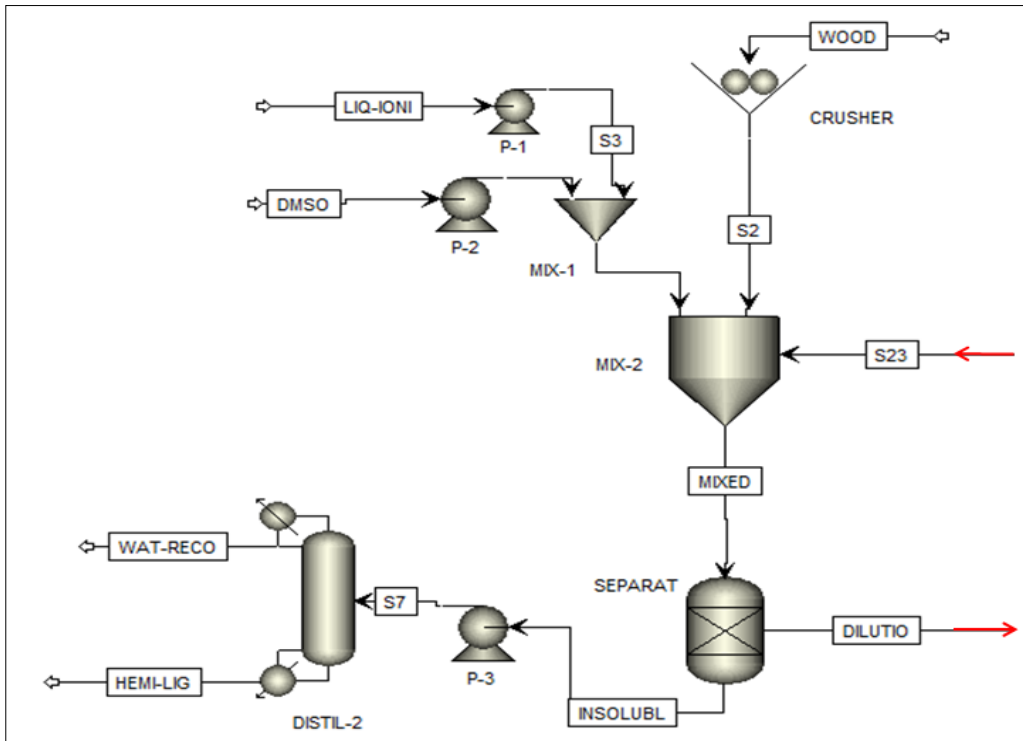 WOOD
LIQ-IONI
CRUSHER
P-1
S3
DMSO
P-2
S2
MIX-1
MIX-2
S23
MIXED
WAT-RECO
SEPARAT
S7
DILUTIO
HEMI-LIG
P-3
INSOLUBL
DISTIL-2